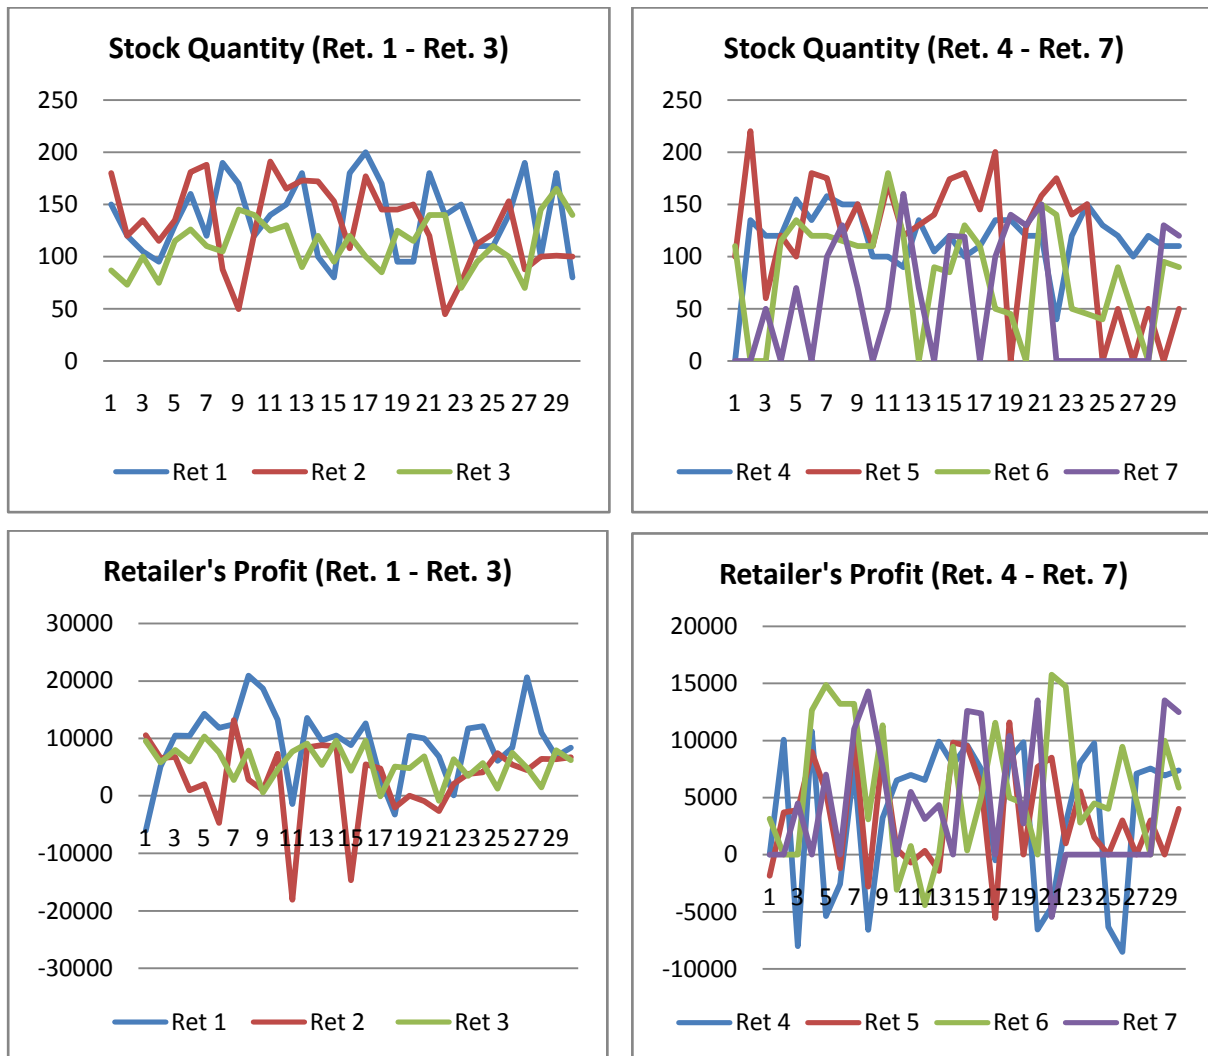 Stock Quantity (Ret. 1 - Ret. 3)
250
200
150
100
50
0
1 3 5 7 9 11 13 15 17 19 21 23 25 27 29
Ret 1 Ret 2 Ret 3
Stock Quantity (Ret. 4 - Ret. 7)
250
200
150
100
50
0
1 3 5 7 9 11 13 15 17 19 21 23 25 27 29
Ret 4 Ret 5 Ret 6 Ret 7
Retailer's Profit (Ret. 1 - Ret. 3)
30000
20000
10000
0
1 3 5 7 9 11 13 15 17 19 21 23 25 27 29
-10000
-20000
-30000
Ret 1 Ret 2 Ret 3
Retailer's Profit (Ret. 4 - Ret. 7)
20000
15000
10000
5000
0
1 3 5 7 9 11 13 15 17 19 21 23 25 27 29
-5000
-10000
Ret 4 Ret 5 Ret 6 Ret 7